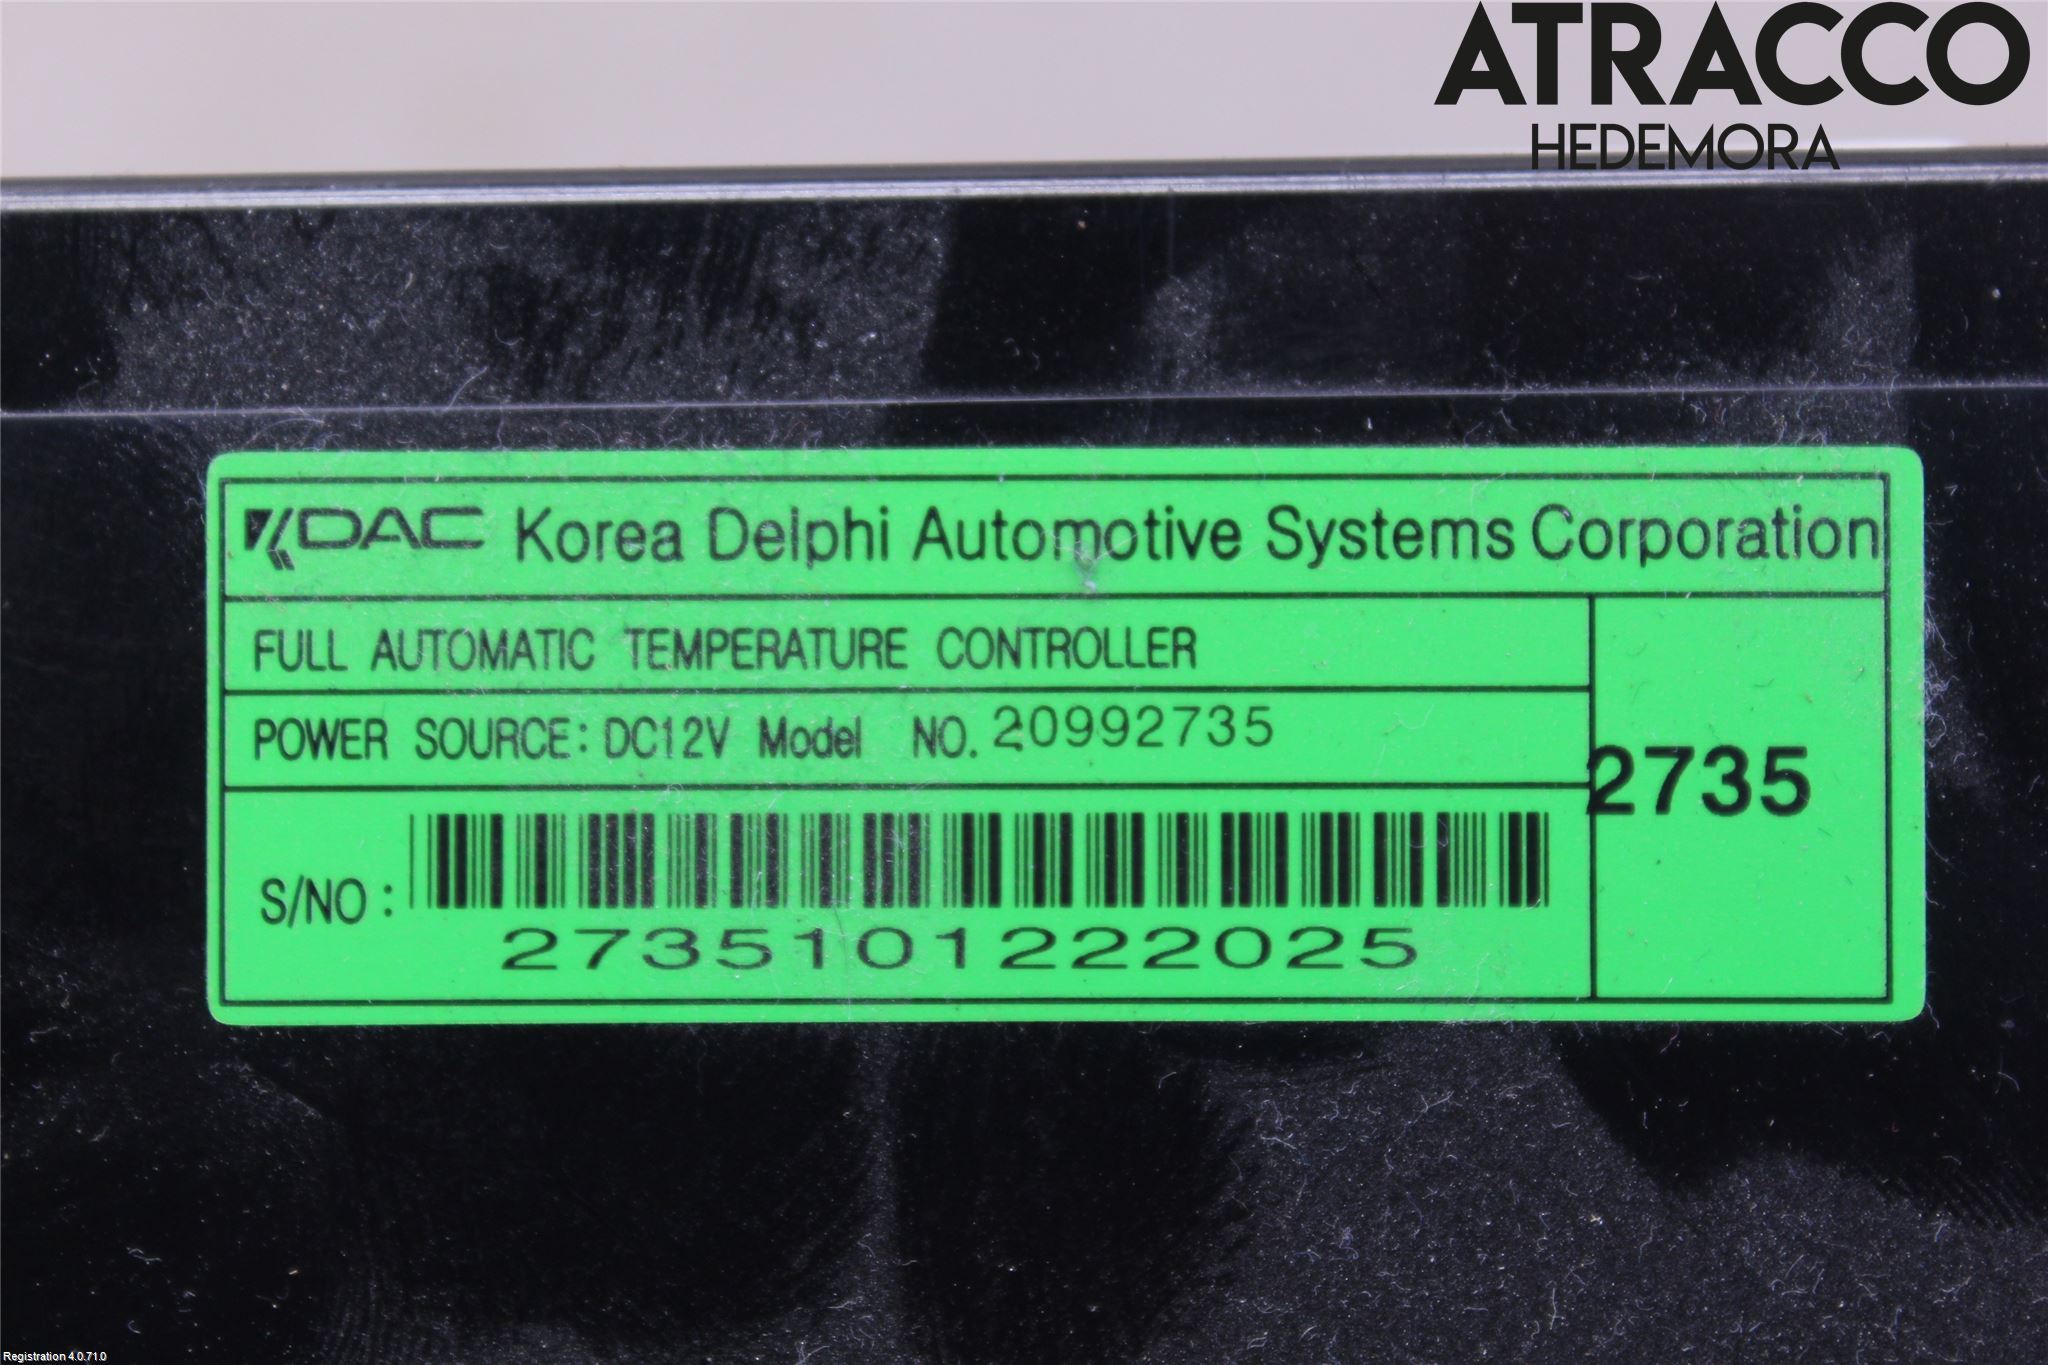 ATRACCO
HEDEMORA
KDAC Korea Delphi Automotive Systems Corporation
FULL AUTOMATIC TEMPERATURE CONTROLLER
POWER SOURCE: DC12V Model NO. 20992735
2735
S/NO :
2735101222025
Registration 4.0.71.0